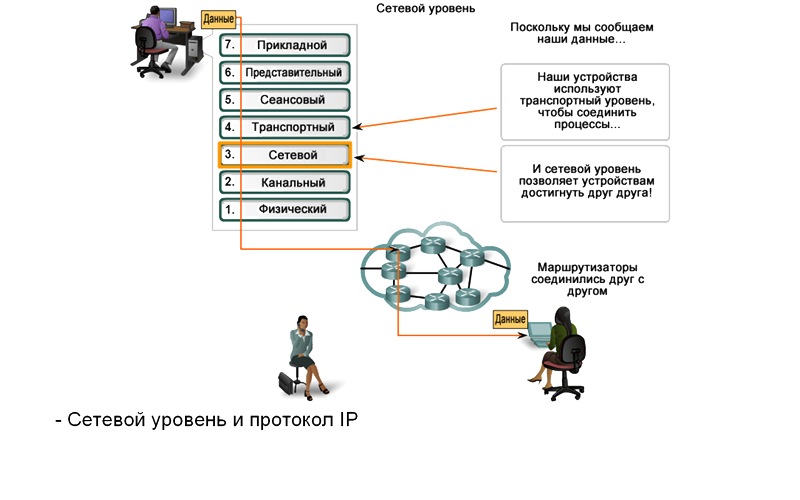 Сетевой уровень
Данные
Поскольку мы сообщаем
наши данные...
7. Прикладной
6. Представительный
5. Сеансовый
4. Транспортный
3. Сетевой
2. Канальный
1. Физический
Наши устройства
используют
транспортный уровень,
чтобы соединить
процессы...
И сетевой уровень
позволяет устройствам
достигнуть друг друга!
Маршрутизаторы
соединились друг с
другом
Данные
- Сетевой уровень и протокол IP